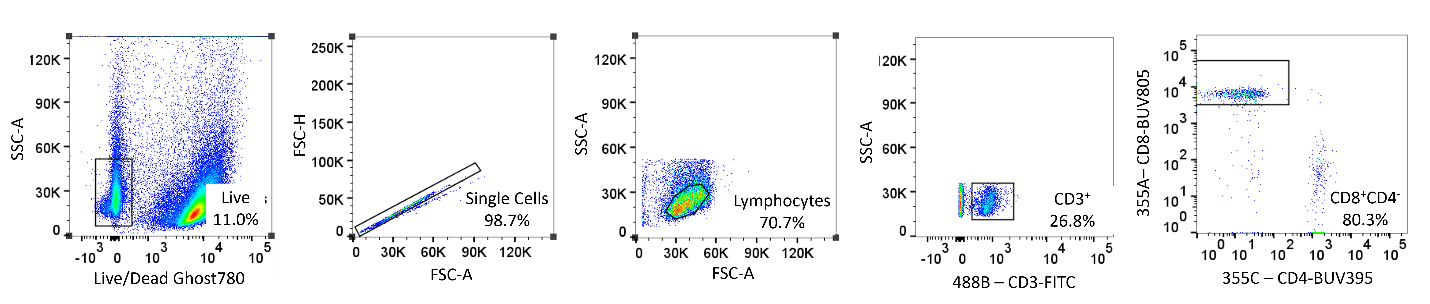 SSC-A
120K
90K
60K
30K
0
Live
11.0%
-10³ 0 10³ 10⁴ 10⁵
Live/Dead Ghost780
FSC-H
250K
200K
150K
100K
50K
0
Single Cells
98.7%
0 30K 60K 90K 120K
FSC-A
SSC-A
120K
90K
60K
30K
0
Lymphocytes
70.7%
0 30K 60K 90K 120K
FSC-A
SSC-A
120K
90K
60K
30K
0
CD3⁺
26.8%
-10³ 0 10³ 10⁴ 10⁵
488B – CD3-FITC
355A– CD8-BUV805
10⁵
10⁴
10³
10²
10¹
0
10
CD8⁺CD4⁻
80.3%
10⁰ 10¹ 10² 10³ 10⁴ 10⁵
355C – CD4-BUV395